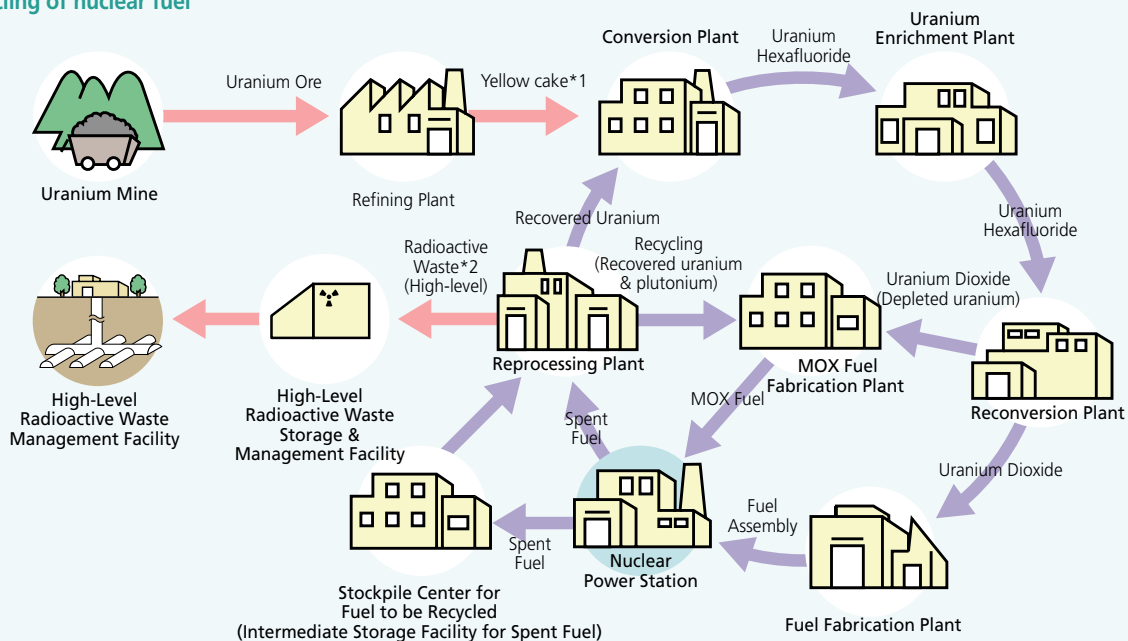 ling of nuclear fuel
Conversion Plant
Uranium
Hexafluoride
Uranium
Enrichment Plant
Uranium Ore
Yellow cake*1
Uranium Mine
Refining Plant
Recovered Uranium
Uranium
Hexafluoride
Radioactive
Waste*2
(High-level)
Recycling
(Recovered uranium
& plutonium)
Uranium Dioxide
(Depleted uranium)
Reprocessing Plant
MOX Fuel
Fabrication Plant
Reconversion Plant
High-Level
Radioactive Waste
Management Facility
High-Level
Radioactive Waste
Storage &
Management Facility
MOX Fuel
Spent
Fuel
Uranium Dioxide
Fuel
Assembly
Spent
Fuel
Nuclear
Power Station
Stockpile Center for
Fuel to be Recycled
(Intermediate Storage Facility for Spent Fuel)
Fuel Fabrication Plant